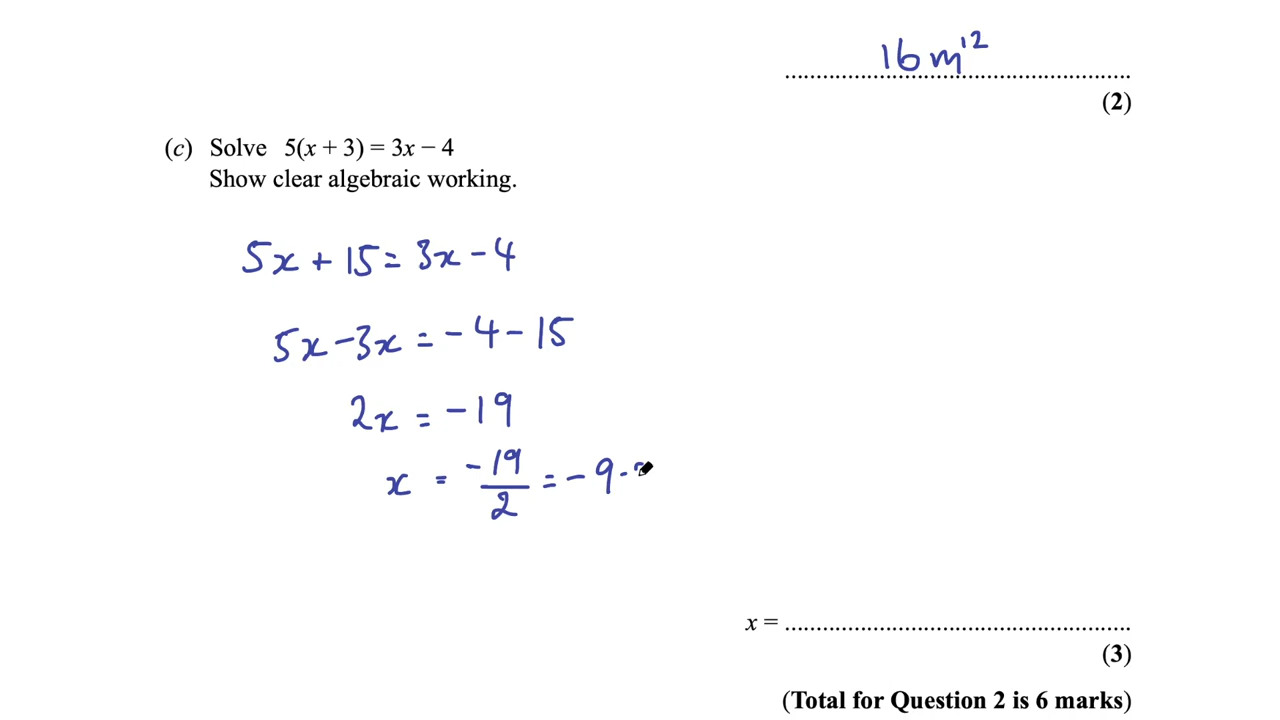 16m¹²
(2)
(c) Solve 5(x + 3) = 3x − 4
Show clear algebraic working.
5x + 15 = 3x - 4
5x - 3x = - 4 - 15
2x = - 19
x = -19/2 = - 9.
x = ........................................................
(3)
(Total for Question 2 is 6 marks)